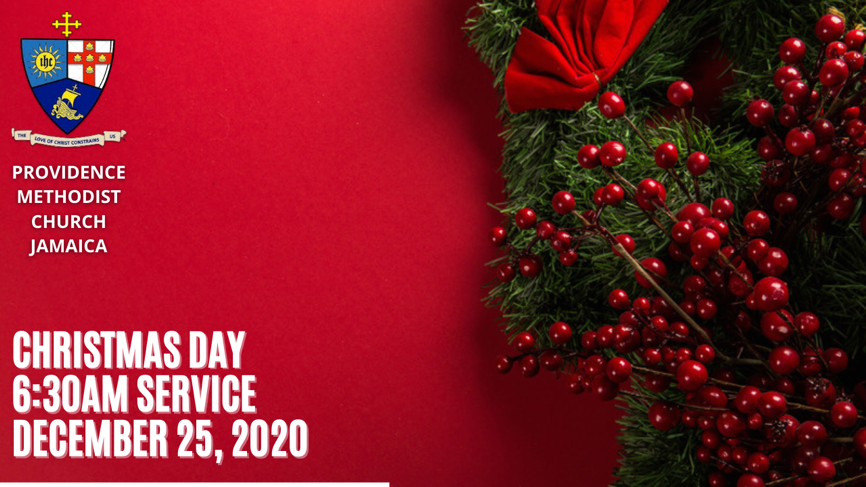 ihc
THE LOVE OF CHRIST CONSTRAINS US
PROVIDENCE
METHODIST
CHURCH
JAMAICA
CHRISTMAS DAY
6:30AM SERVICE
DECEMBER 25, 2020